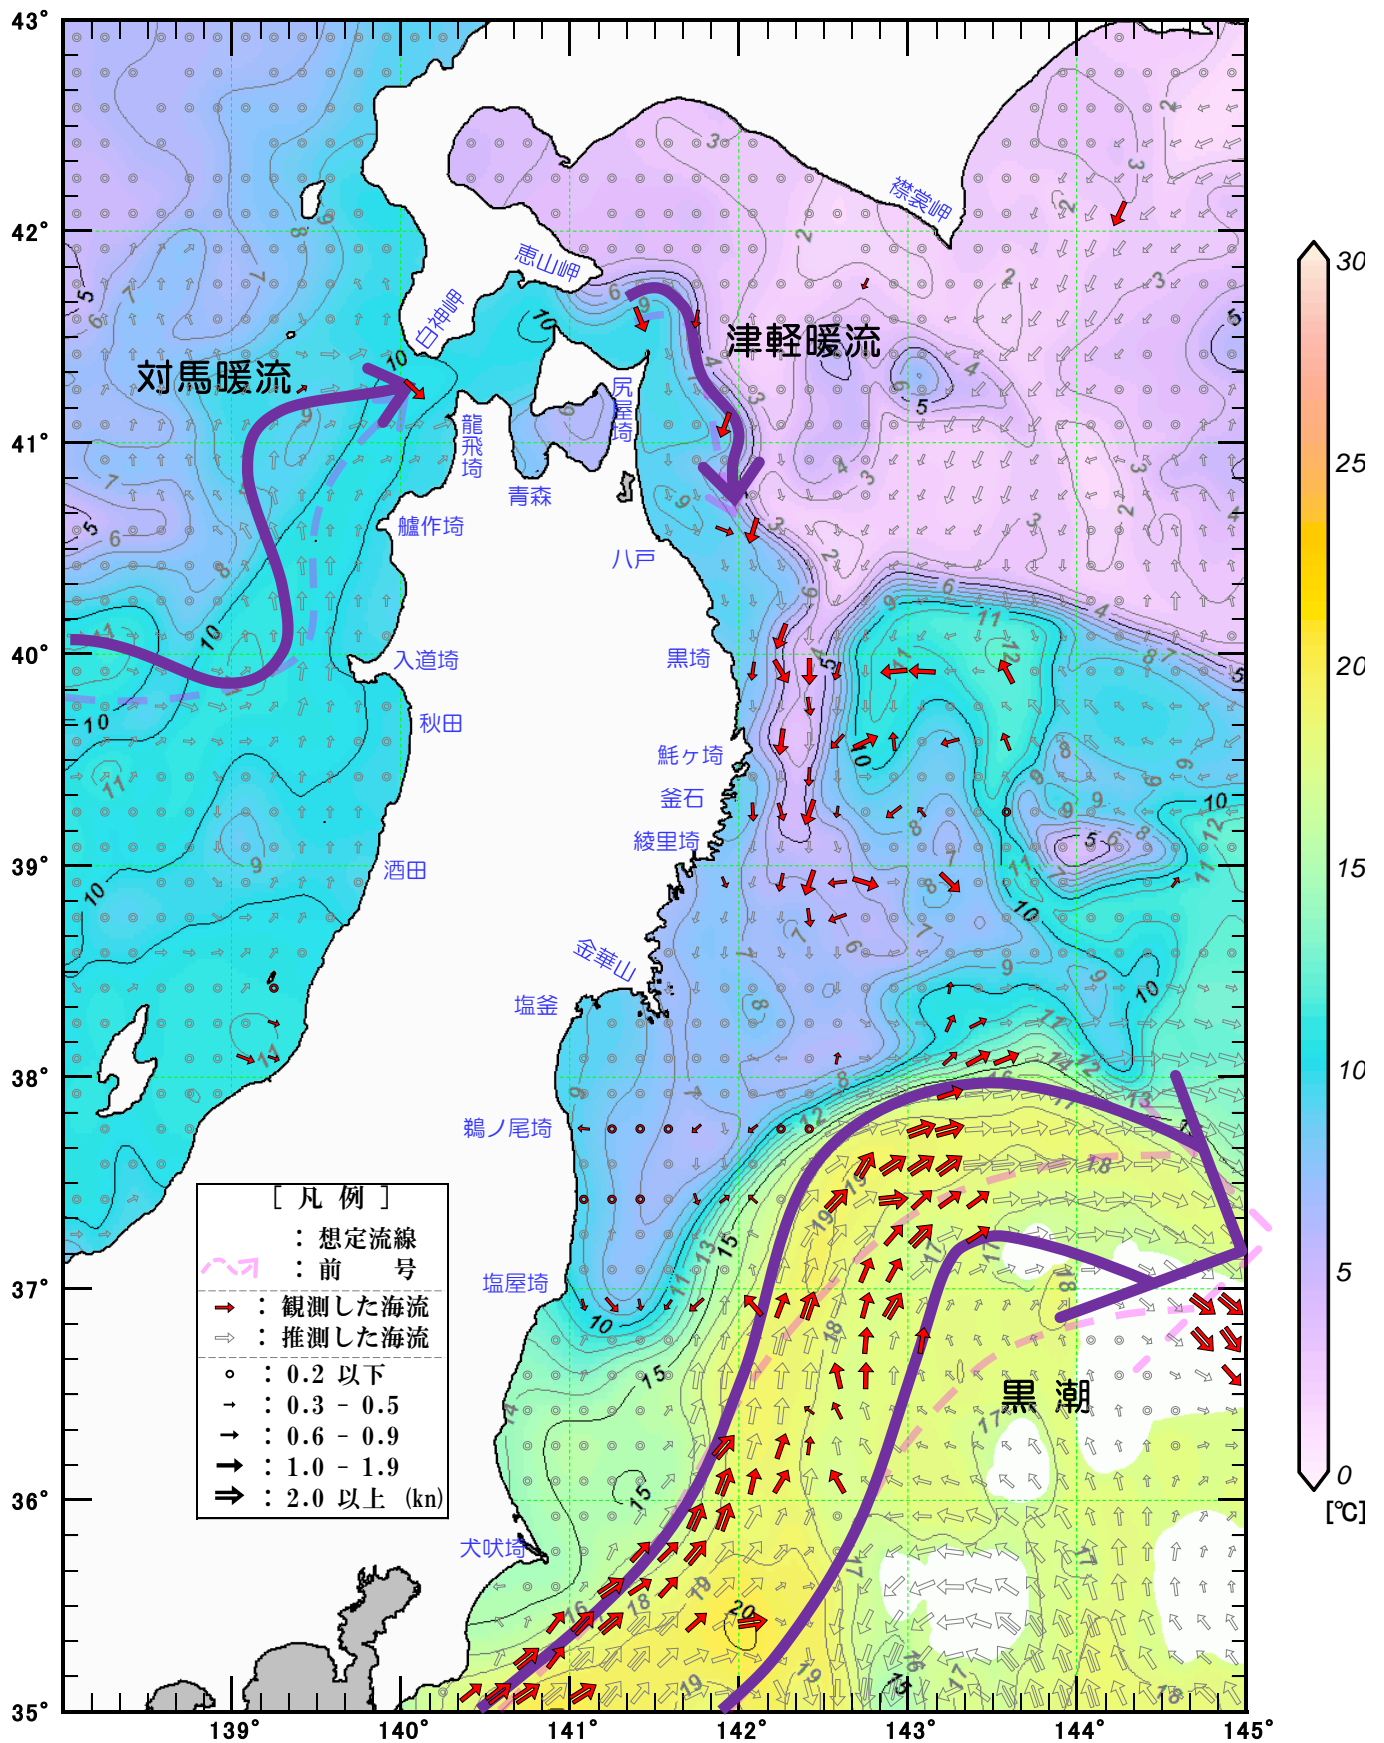 43°
42°
41°
40°
39°
38°
37°
36°
35°
139°
140°
141°
142°
143°
144°
145°
襟裳岬
恵山岬
白神岬
津軽暖流
対馬暖流
尻屋埼
龍飛埼
青森
艫作埼
八戸
入道埼
黒埼
秋田
魹ヶ埼
釜石
綾里埼
酒田
金華山
塩釜
鵜ノ尾埼
塩屋埼
黒潮
犬吠埼
[ 凡 例 ]
： 想定流線
： 前 号
： 観測した海流
： 推測した海流
： 0.2 以下
： 0.3 - 0.5
： 0.6 - 0.9
： 1.0 - 1.9
： 2.0 以上 (kn)
30
25
20
15
10
5
0
[℃]